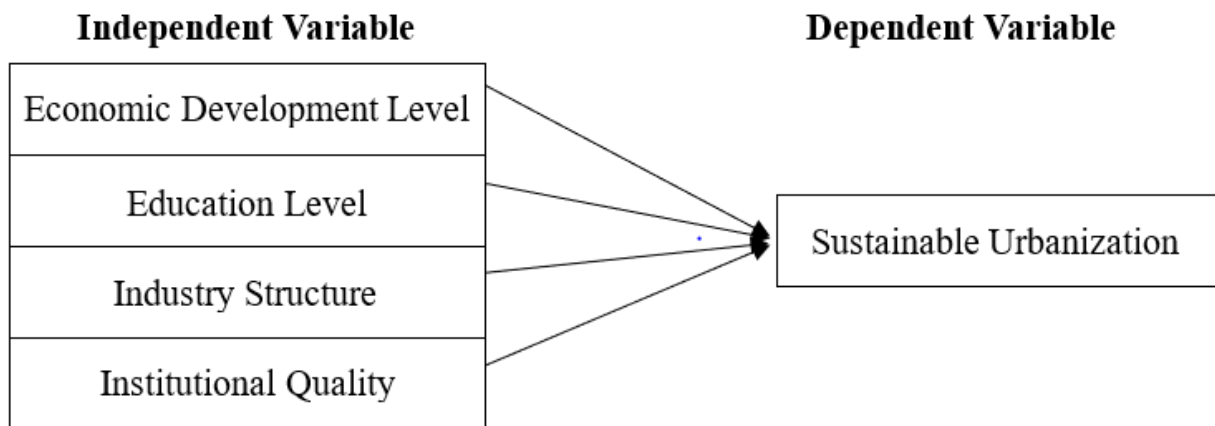 Independent Variable
Dependent Variable
Economic Development Level
Education Level
Industry Structure
Institutional Quality
Sustainable Urbanization